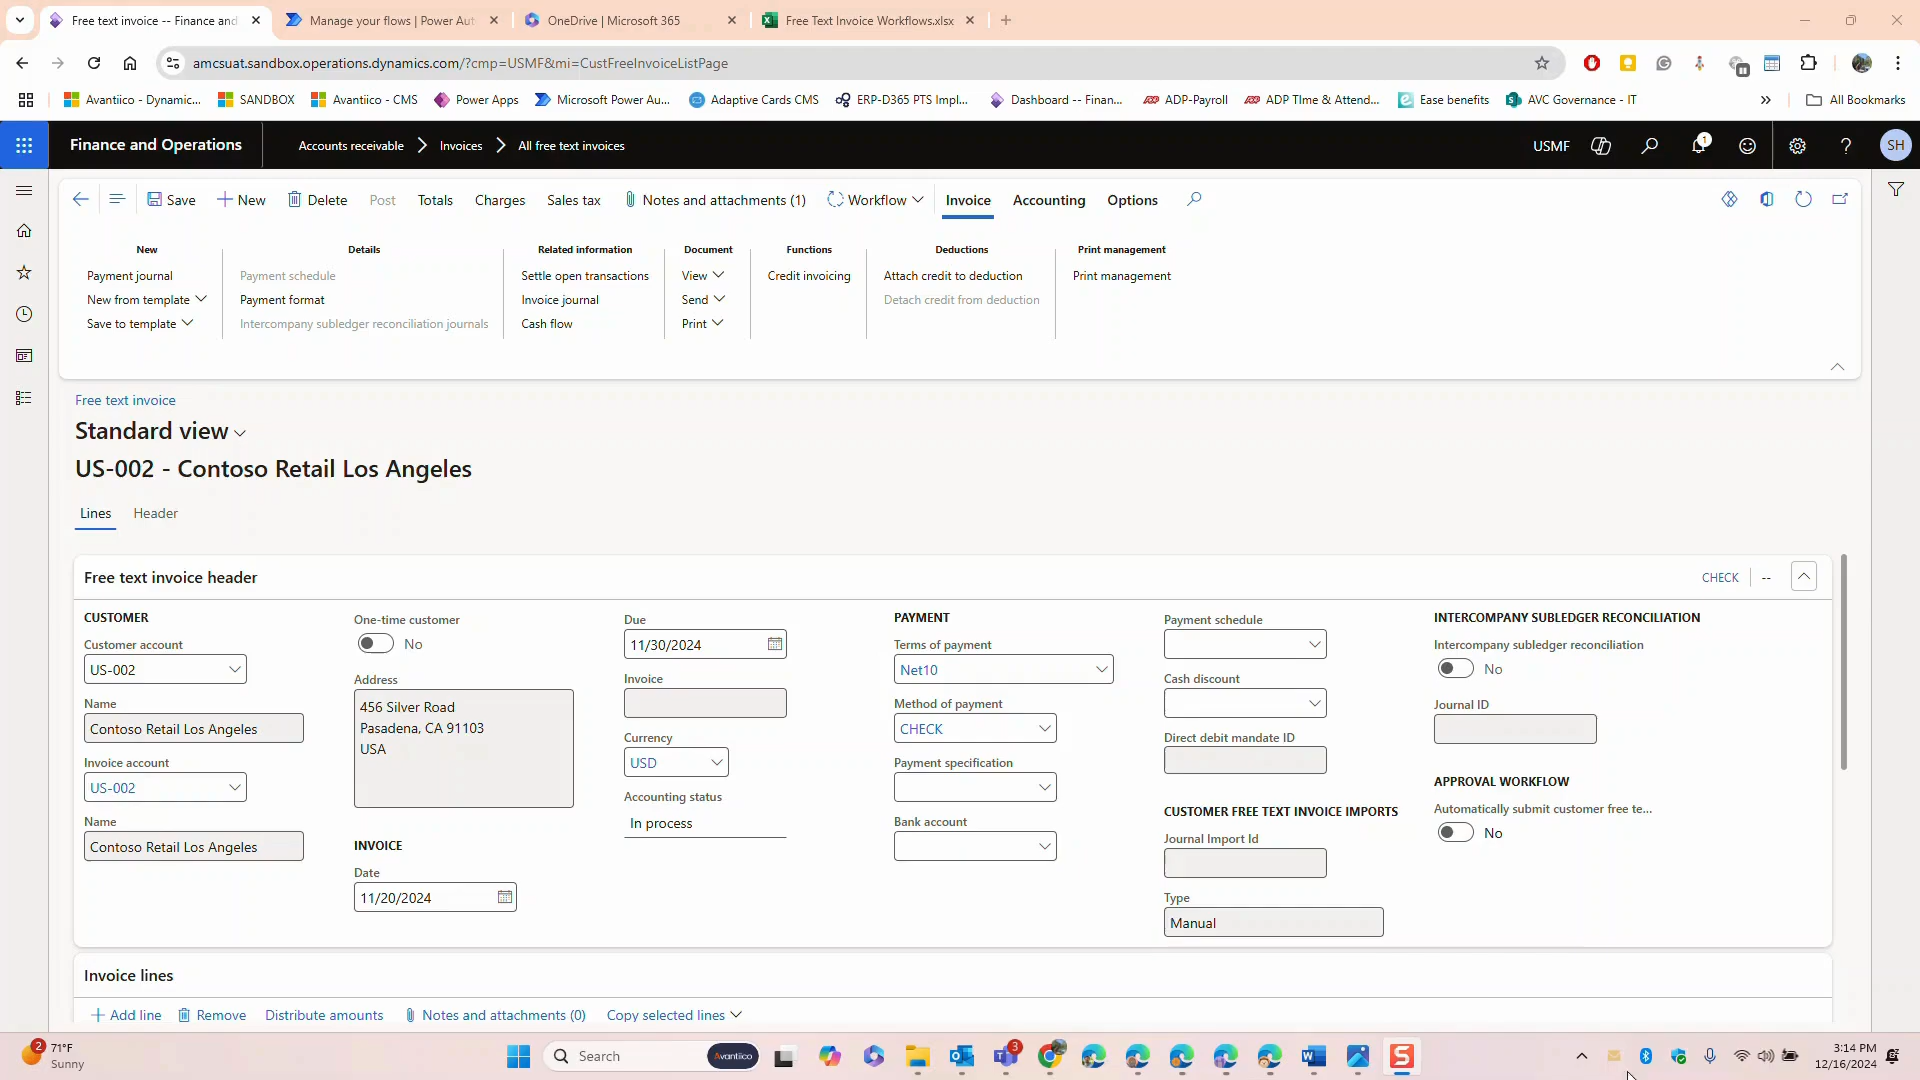 Free text invoice -- Finance and
Manage your flows | Power Aut
OneDrive | Microsoft 365
Free Text Invoice Workflows.xlsx
amcsuat.sandbox.operations.dynamics.com/?cmp=USMF&mi=CustFreeInvoiceListPage
Avantiico - Dynamic...
SANDBOX
Avantiico - CMS
Power Apps
Microsoft Power Au...
Adaptive Cards CMS
ERP-D365 PTS Impl...
Dashboard -- Finan...
ADP-Payroll
ADP TIme & Attend...
Ease benefits
AVC Governance - IT
All Bookmarks
Finance and Operations
Accounts receivable
Invoices
All free text invoices
USMF
1
SH
Save
New
Delete
Post
Totals
Charges
Sales tax
Notes and attachments (1)
Workflow
Invoice
Accounting
Options
New
Payment journal
New from template
Save to template
Details
Payment schedule
Payment format
Intercompany subledger reconciliation journals
Related information
Settle open transactions
Invoice journal
Cash flow
Document
View
Send
Print
Functions
Credit invoicing
Deductions
Attach credit to deduction
Detach credit from deduction
Print management
Print management
Free text invoice
Standard view
US-002 - Contoso Retail Los Angeles
Lines
Header
Free text invoice header
CHECK
--
CUSTOMER
Customer account
US-002
Name
Contoso Retail Los Angeles
Invoice account
US-002
Name
Contoso Retail Los Angeles
One-time customer
No
Address
456 Silver Road
Pasadena, CA 91103
USA
INVOICE
Date
11/20/2024
Due
11/30/2024
Invoice
Currency
USD
Accounting status
In process
PAYMENT
Terms of payment
Net10
Method of payment
CHECK
Payment specification
Bank account
Payment schedule
Cash discount
Direct debit mandate ID
CUSTOMER FREE TEXT INVOICE IMPORTS
Journal Import Id
Type
Manual
INTERCOMPANY SUBLEDGER RECONCILIATION
Intercompany subledger reconciliation
No
Journal ID
APPROVAL WORKFLOW
Automatically submit customer free te...
No
Invoice lines
Add line
Remove
Distribute amounts
Notes and attachments (0)
Copy selected lines
2
71°F
Sunny
Search
Avantiico
3
3:14 PM
12/16/2024